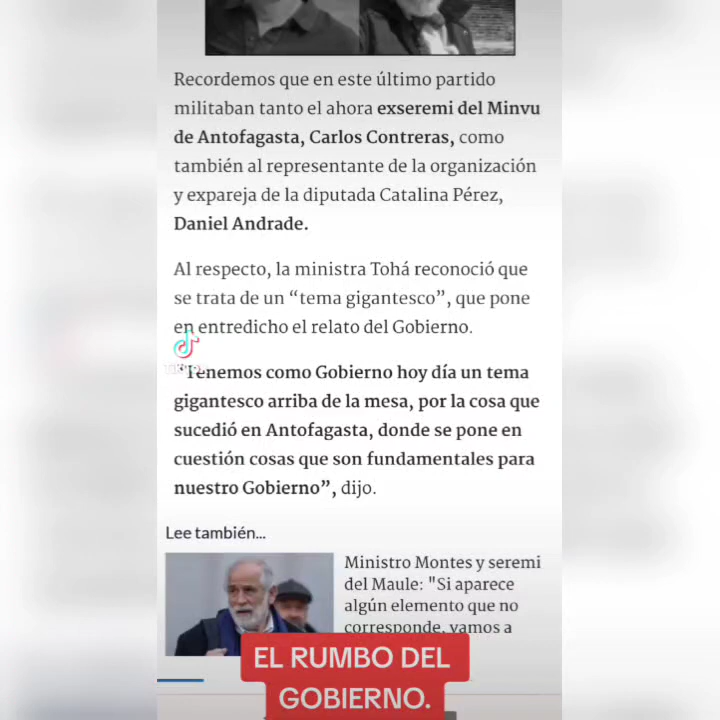 Recordemos que en este último partido
militaban tanto el ahora exseremi del Minvu
de Antofagasta, Carlos Contreras, como
también al representante de la organización
y expareja de la diputada Catalina Pérez,
Daniel Andrade.
Al respecto, la ministra Tohá reconoció que
se trata de un “tema gigantesco”, que pone
en entredicho el relato del Gobierno.
“Tenemos como Gobierno hoy día un tema
gigantesco arriba de la mesa, por la cosa que
sucedió en Antofagasta, donde se pone en
cuestión cosas que son fundamentales para
nuestro Gobierno”, dijo.
Lee también...
Ministro Montes y seremi
del Maule: "Si aparece
algún elemento que no
corresponde, vamos a
EL RUMBO DEL
GOBIERNO.